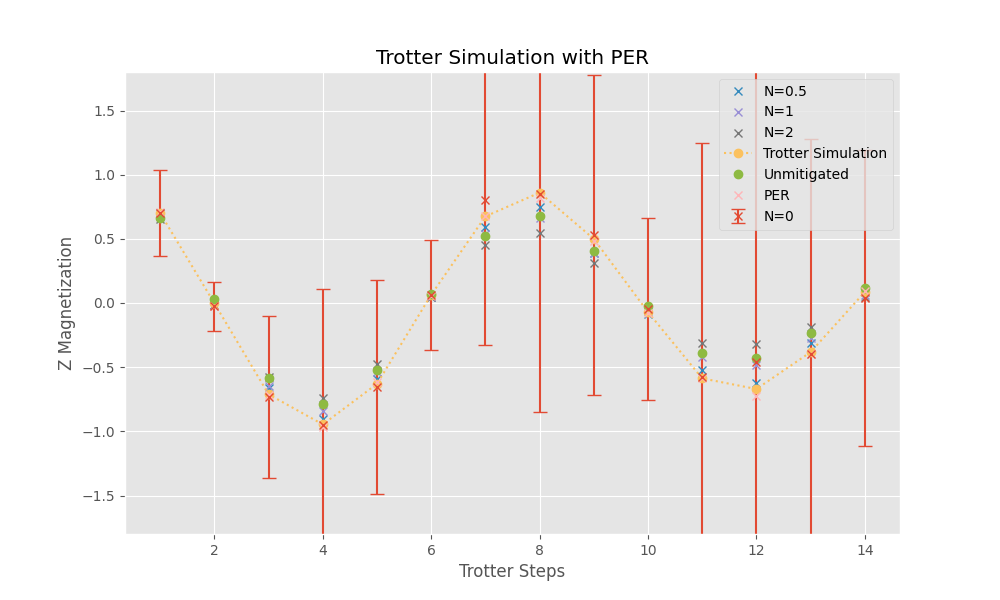 Trotter Simulation with PER
N=0.5
N=1
N=2
Trotter Simulation
Unmitigated
PER
N=0
Z Magnetization
1.5
1.0
0.5
0.0
−0.5
−1.0
−1.5
2 4 6 8 10 12 14
Trotter Steps